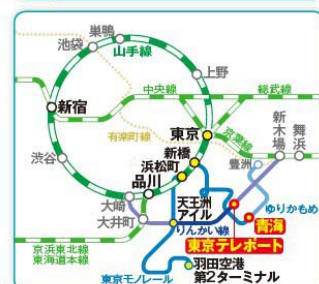 巣鴨
池袋
山手線
上野
中央線
総武線
新宿
有楽町線
東京
京葉線
新木場
舞浜
新橋
豊洲
浜松町
渋谷
品川
大崎
天王洲
アイル
ゆりかもめ
大井町
りんかい線
青海
東京テレポート
京浜東北線
東海道本線
羽田空港
第2ターミナル
東京モノレール